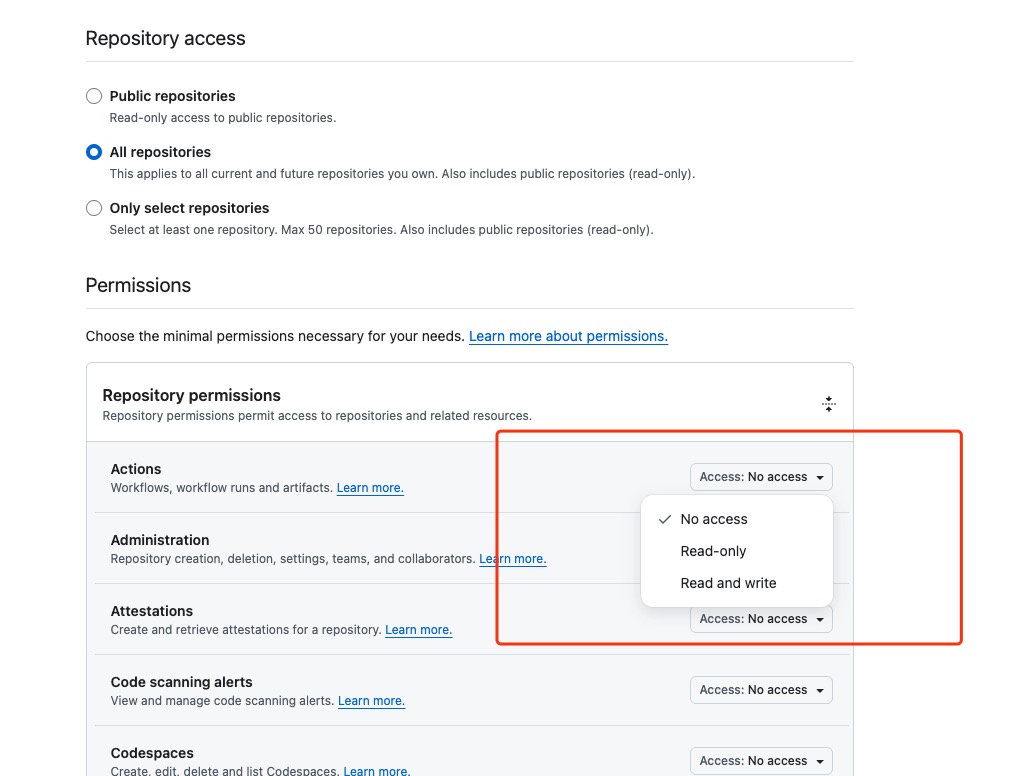 Repository access
Public repositories
Read-only access to public repositories.
All repositories
This applies to all current and future repositories you own. Also includes public repositories (read-only).
Only select repositories
Select at least one repository. Max 50 repositories. Also includes public repositories (read-only).
Permissions
Choose the minimal permissions necessary for your needs. Learn more about permissions.
Repository permissions
Repository permissions permit access to repositories and related resources.
Actions
Workflows, workflow runs and artifacts. Learn more.
Access: No access
No access
Read-only
Read and write
Administration
Repository creation, deletion, settings, teams, and collaborators. Learn more.
Attestations
Create and retrieve attestations for a repository. Learn more.
Access: No access
Code scanning alerts
View and manage code scanning alerts. Learn more.
Access: No access
Codespaces
Create, edit, delete and list Codespaces. Learn more.
Access: No access